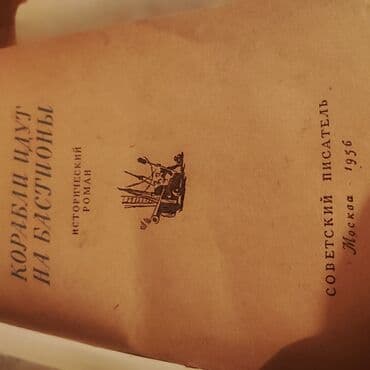 КОРАБЛИ ИДУТ
НА БАСТИОНЫ
ИСТОРИЧЕСКИЙ
РОМАН
СОВЕТСКИЙ ПИСАТЕЛЬ
Москва · 1956